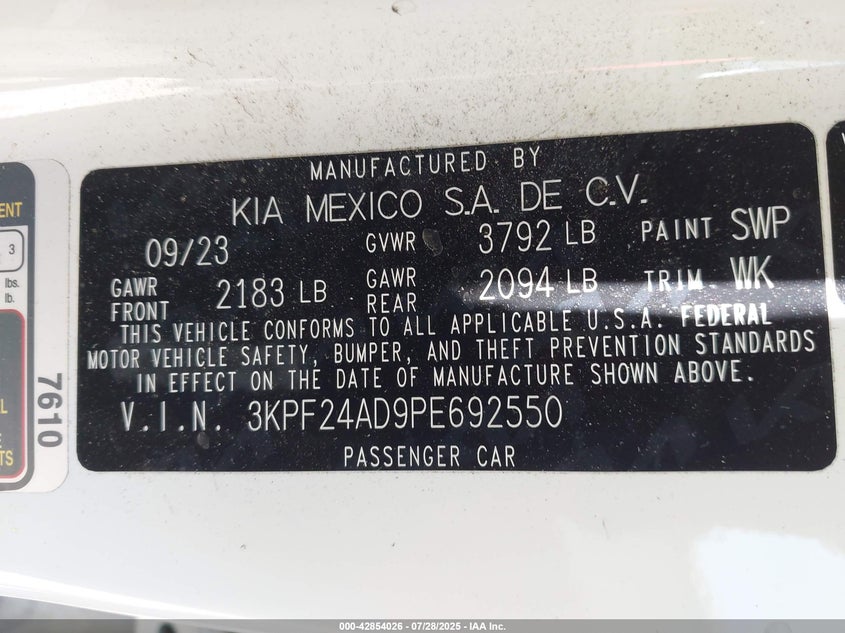 MANUFACTURED BY
KIA MEXICO S.A. DE C.V.
09/23 GVWR 3792 LB PAINT SWP
GAWR FRONT 2183 LB GAWR REAR 2094 LB TRIM. WK
THIS VEHICLE CONFORMS TO ALL APPLICABLE U.S.A. FEDERAL
MOTOR VEHICLE SAFETY, BUMPER, AND THEFT PREVENTION STANDARDS
IN EFFECT ON THE DATE OF MANUFACTURE SHOWN ABOVE.
V.I.N. 3KPF24AD9PE692550
PASSENGER CAR
3
lbs.
lb.
7610
000-42854026 - 07/28/2025 - IAA Inc.